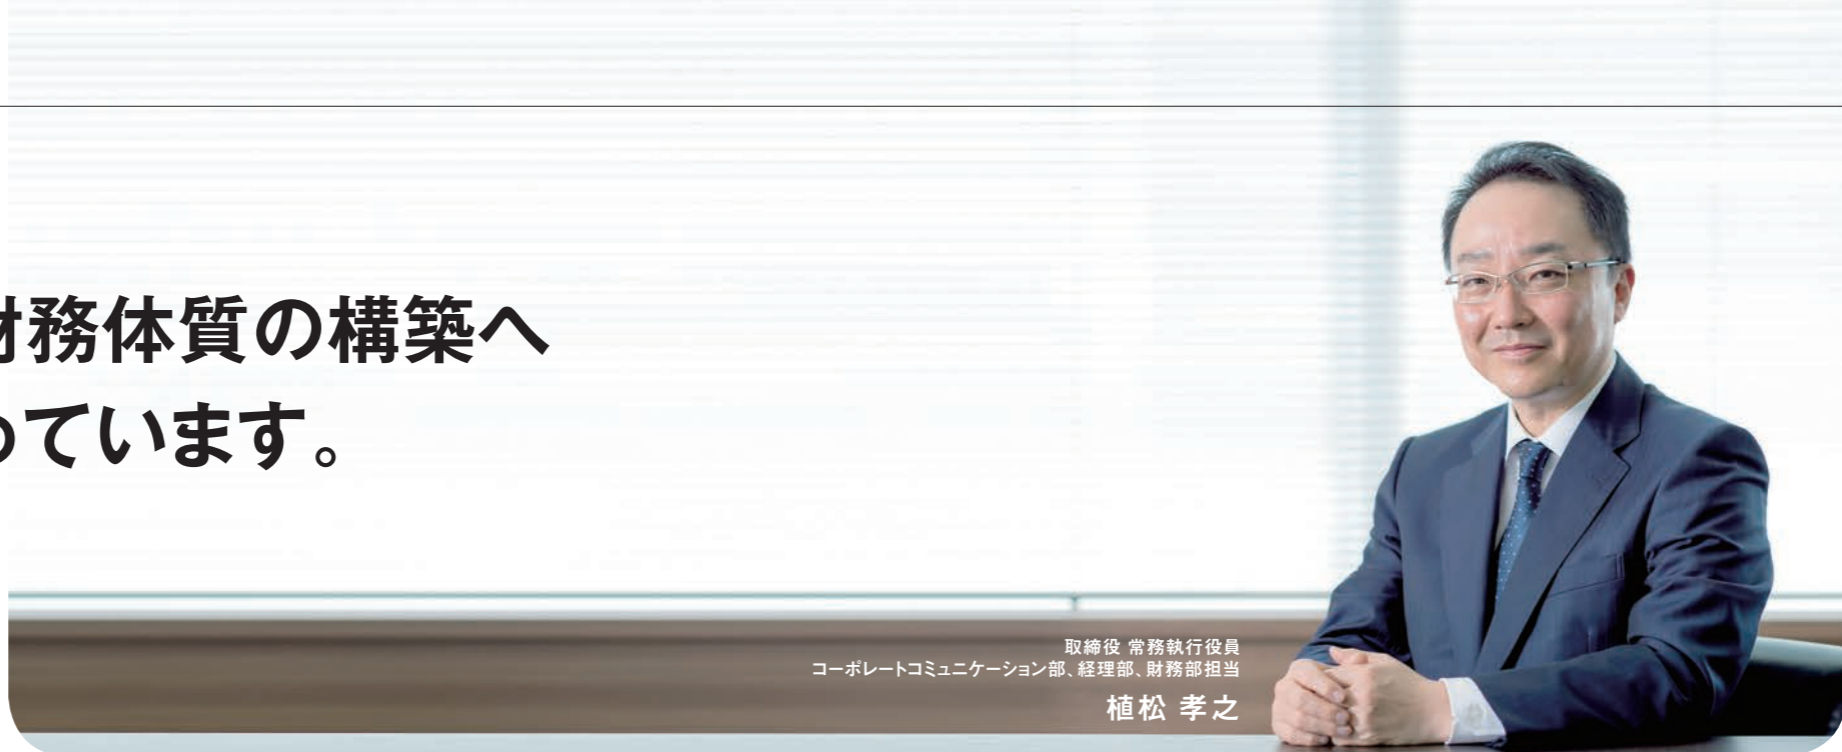 財務体質の構築へ
っています。
取締役 常務執行役員
コーポレートコミュニケーション部、経理部、財務部担当
植松 孝之